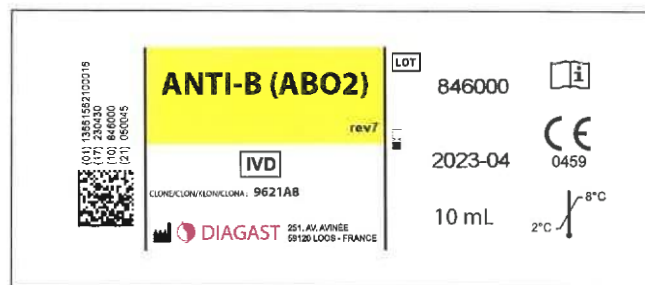 (01) 13661562100016
(17) 230430
(10) 846000
(21) 050045
ANTI-B (ABO2)
rev7
IVD
CLONE/CLON/KLON/CLONA : 9621A8
DIAGAST
251, AV. AVINÉE
59120 LOOS - FRANCE
LOT
846000
2023-04
10 mL
i
CE
0459
8°C
2°C